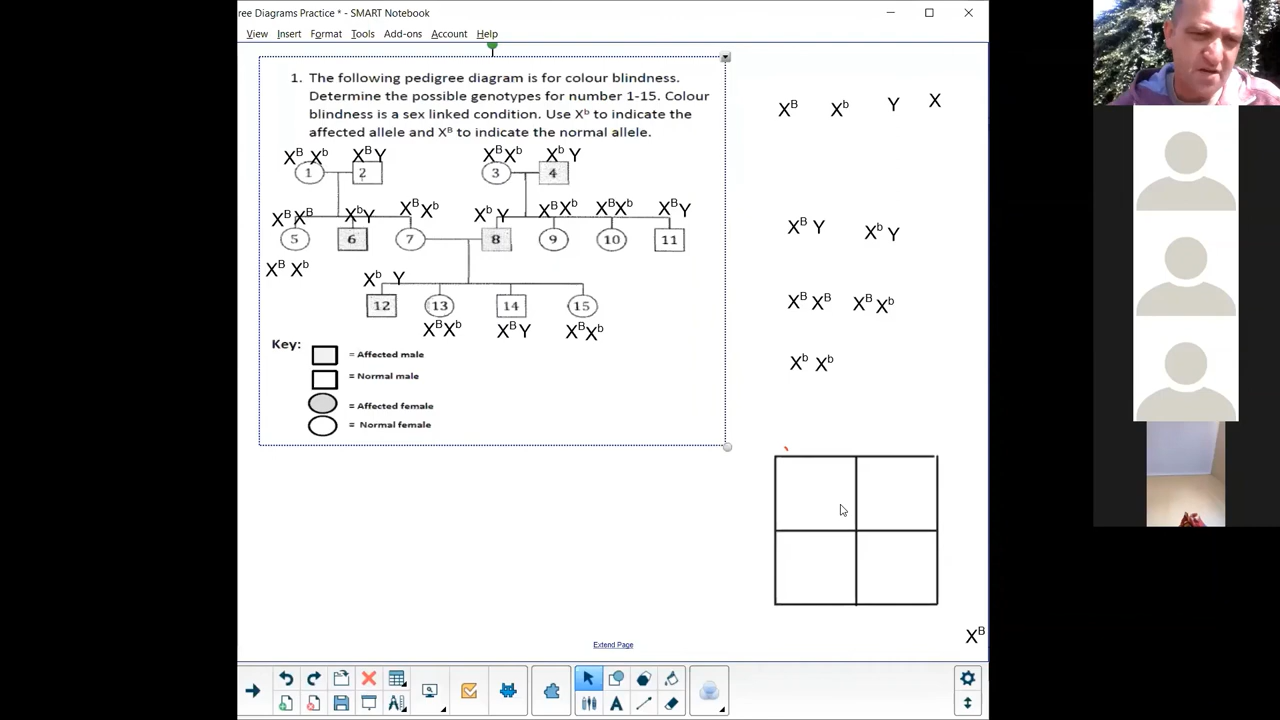 ree Diagrams Practice * - SMART Notebook
View Insert Format Tools Add-ons Account Help
1. The following pedigree diagram is for colour blindness.
Determine the possible genotypes for number 1-15. Colour
blindness is a sex linked condition. Use Xᵇ to indicate the
affected allele and Xᴮ to indicate the normal allele.
Xᴮ Xᵇ Xᴮ Y Xᴮ Xᵇ Xᵇ Y
1 2 3 4
Xᴮ Xᴮ Xᵇ Y Xᴮ Xᵇ Xᵇ Y Xᴮ Xᵇ Xᴮ Xᵇ Xᴮ Y
5 6 7 8 9 10 11
Xᴮ Xᵇ
Xᵇ Y
12 13 14 15
Xᴮ Xᵇ Xᴮ Y Xᴮ Xᵇ
Key:
= Affected male
= Normal male
= Affected female
= Normal female
Xᴮ Xᵇ Y X
Xᴮ Y Xᵇ Y
Xᴮ Xᴮ Xᴮ Xᵇ
Xᵇ Xᵇ
Xᴮ
Extend Page
A